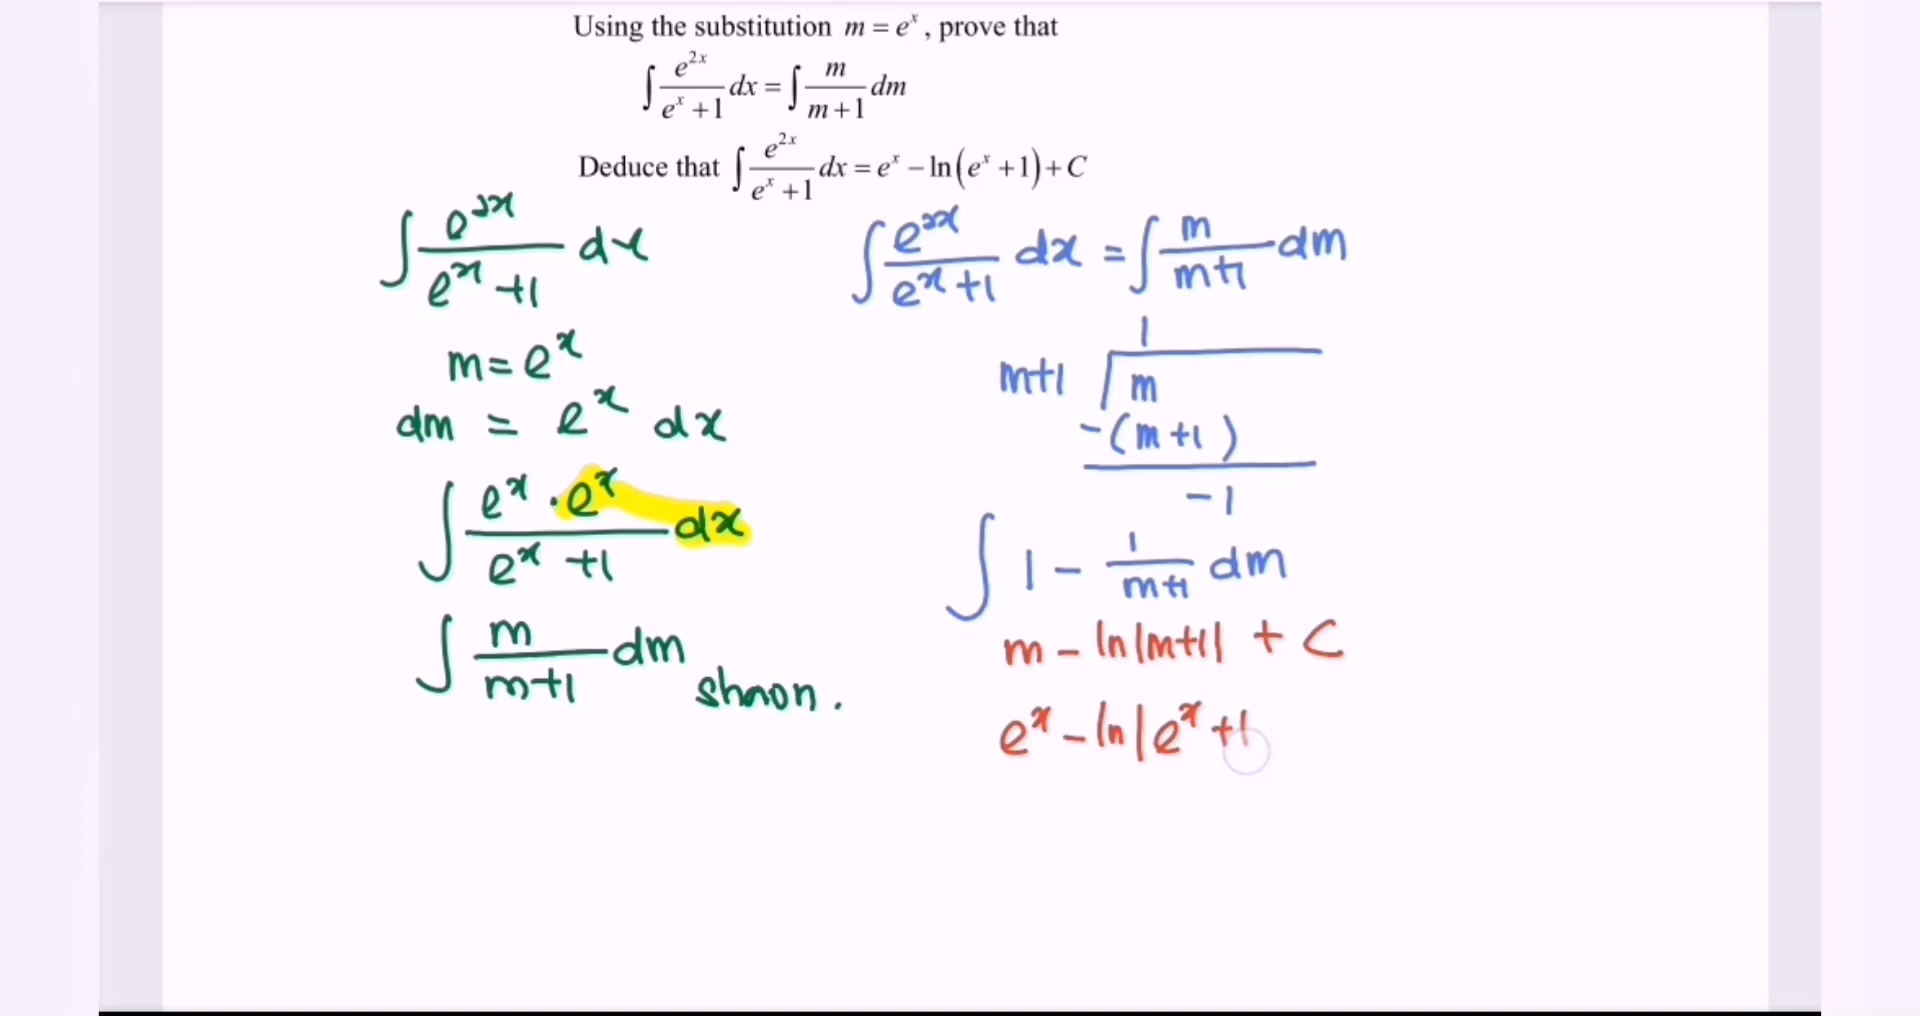 Using the substitution m = e^x, prove that
∫ e^{2x}/(e^x + 1) dx = ∫ m/(m + 1) dm
Deduce that ∫ e^{2x}/(e^x + 1) dx = e^x − ln(e^x + 1) + C
∫ e^{2x}/(e^x + 1) dx
m = e^x
dm = e^x dx
∫ (e^x · e^x)/(e^x + 1) dx
∫ m/(m+1) dm
shown.
∫ e^{2x}/(e^x + 1) dx = ∫ m/(m+1) dm
1
m+1 √ m
-(m+1)
-1
∫ 1 - 1/(m+1) dm
m - ln|m+1| + C
e^x - ln|e^x + 1